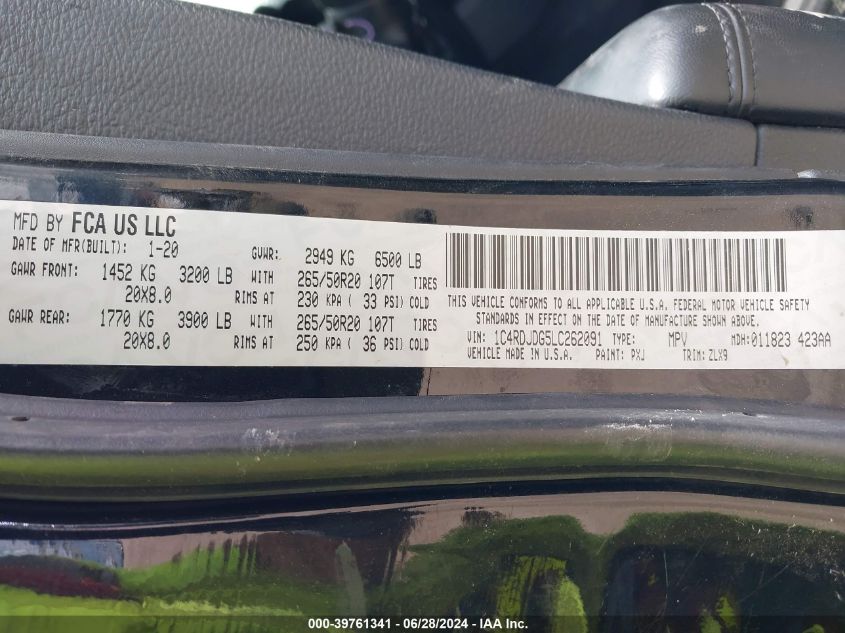 MFD BY FCA US LLC
DATE OF MFR(BUILT): 1-20 GVWR: 2949 KG 6500 LB
GAWR FRONT: 1452 KG 3200 LB WITH 265/50R20 107T TIRES
20X8.0 RIMS AT 230 KPA ( 33 PSI) COLD
GAWR REAR: 1770 KG 3900 LB WITH 265/50R20 107T TIRES
20X8.0 RIMS AT 250 KPA ( 36 PSI) COLD
THIS VEHICLE CONFORMS TO ALL APPLICABLE U.S.A. FEDERAL MOTOR VEHICLE SAFETY
STANDARDS IN EFFECT ON THE DATE OF MANUFACTURE SHOWN ABOVE.
VIN: 1C4RDJDG5LC262091 TYPE: MPV MDH: 011823 423AA
VEHICLE MADE IN U.S.A. PAINT: PXJ TRIM: ZLX9
000-39761341 - 06/28/2024 - IAA Inc.